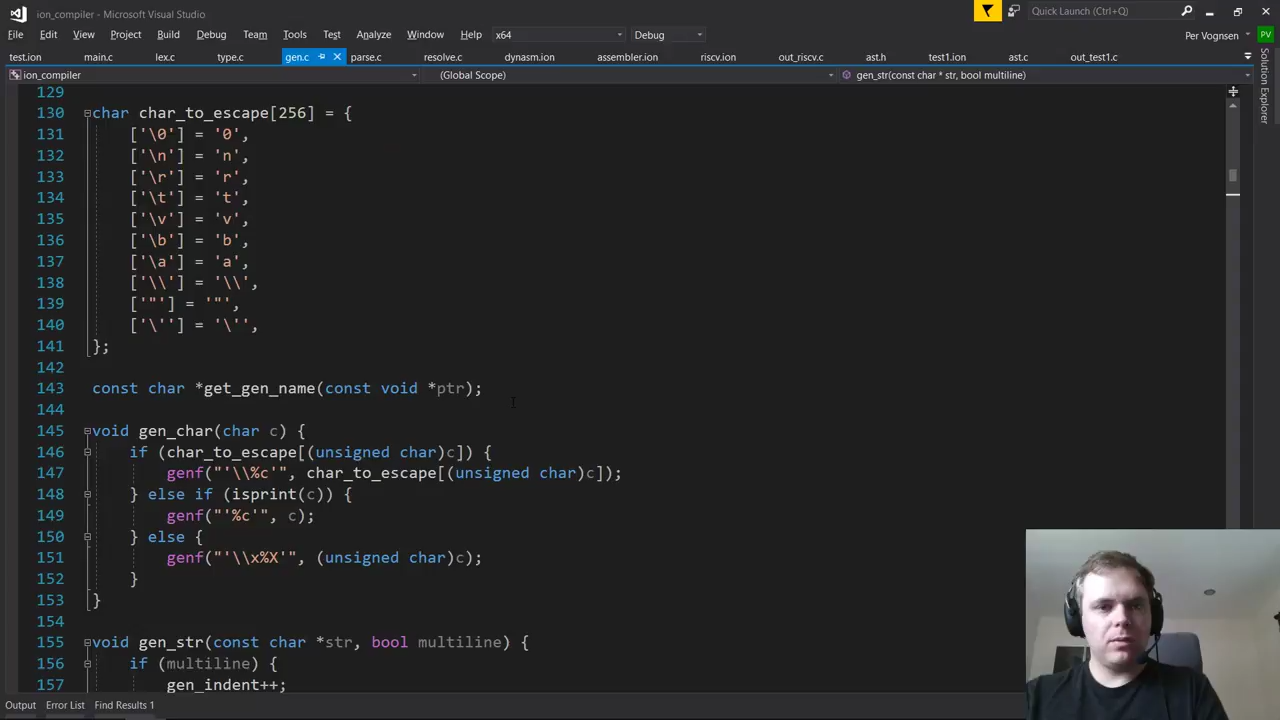 ion_compiler - Microsoft Visual Studio
Quick Launch (Ctrl+Q)
File Edit View Project Build Debug Team Tools Test Analyze Window Help x64 Debug Per Vognsen PV
test.ion main.c lex.c type.c gen.c parse.c resolve.c dynasm.ion assembler.ion riscv.ion out_riscv.c ast.h test1.ion ast.c out_test1.c
ion_compiler (Global Scope) gen_str(const char * str, bool multiline)
Solution Explorer
129
130 char char_to_escape[256] = {
131 ['\0'] = '0',
132 ['\n'] = 'n',
133 ['\r'] = 'r',
134 ['\t'] = 't',
135 ['\v'] = 'v',
136 ['\b'] = 'b',
137 ['\a'] = 'a',
138 ['\\'] = '\\',
139 ['"'] = '"',
140 ['\''] = '\'',
141 };
142
143 const char *get_gen_name(const void *ptr);
144
145 void gen_char(char c) {
146 if (char_to_escape[(unsigned char)c]) {
147 genf("'\\%c'", char_to_escape[(unsigned char)c]);
148 } else if (isprint(c)) {
149 genf("'%c'", c);
150 } else {
151 genf("'\\x%X'", (unsigned char)c);
152 }
153 }
154
155 void gen_str(const char *str, bool multiline) {
156 if (multiline) {
157 gen_indent++;
Output Error List Find Results 1